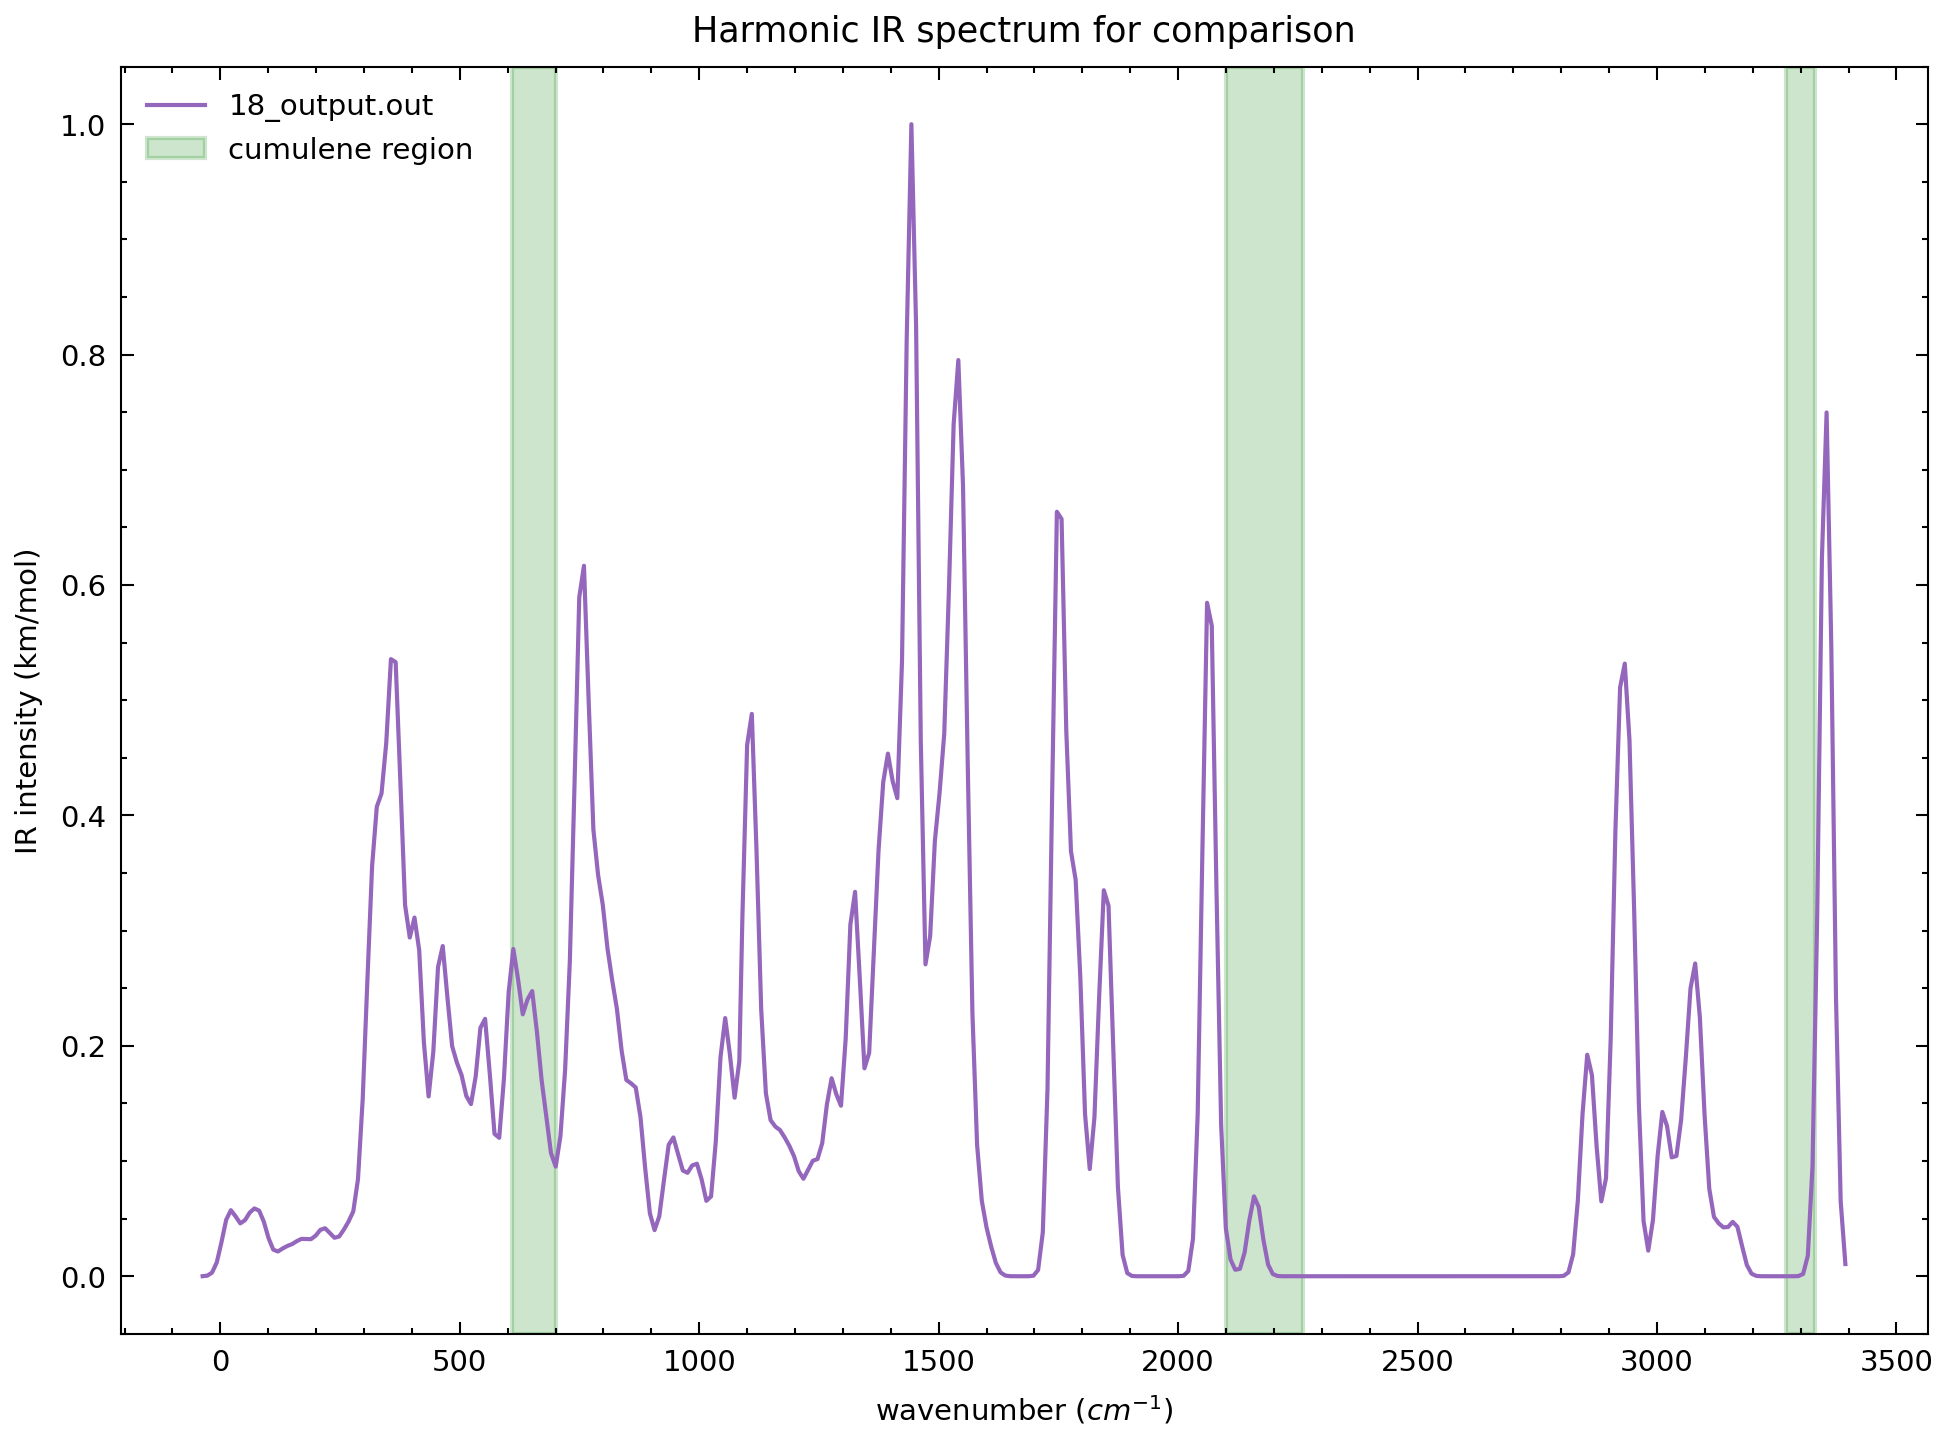 Harmonic IR spectrum for comparison
18_output.out
cumulene region
1.0
0.8
0.6
0.4
0.2
0.0
IR intensity (km/mol)
0 500 1000 1500 2000 2500 3000 3500
wavenumber (cm⁻¹)